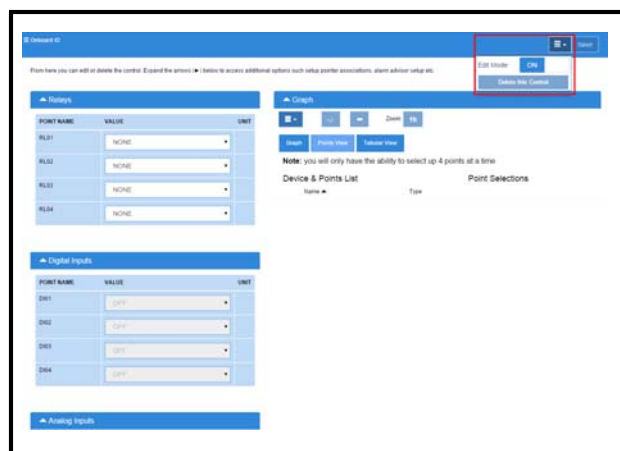 Onboard IO
Save
Edit Mode: ON
Delete this Control
From here you can edit or delete the control. Expand the arrows (▶) below to access additional options such setup pointer associations, alarm advisor setup etc.
Relays
POINT NAME VALUE UNIT
RL01 NONE
RL02 NONE
RL03 NONE
RL04 NONE
Digital Inputs
POINT NAME VALUE UNIT
DI01 OFF
DI02 OFF
DI03 OFF
DI04 OFF
Analog Inputs
Graph
Zoom: 1h
Graph Points View Tabular View
Note: you will only have the ability to select up 4 points at a time
Device & Points List Point Selections
Name Type